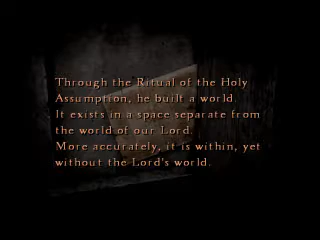 Through the Ritual of the Holy
Assumption, he built a world.
It exists in a space separate from
the world of our Lord.
More accurately, it is within, yet
without the Lord's world.